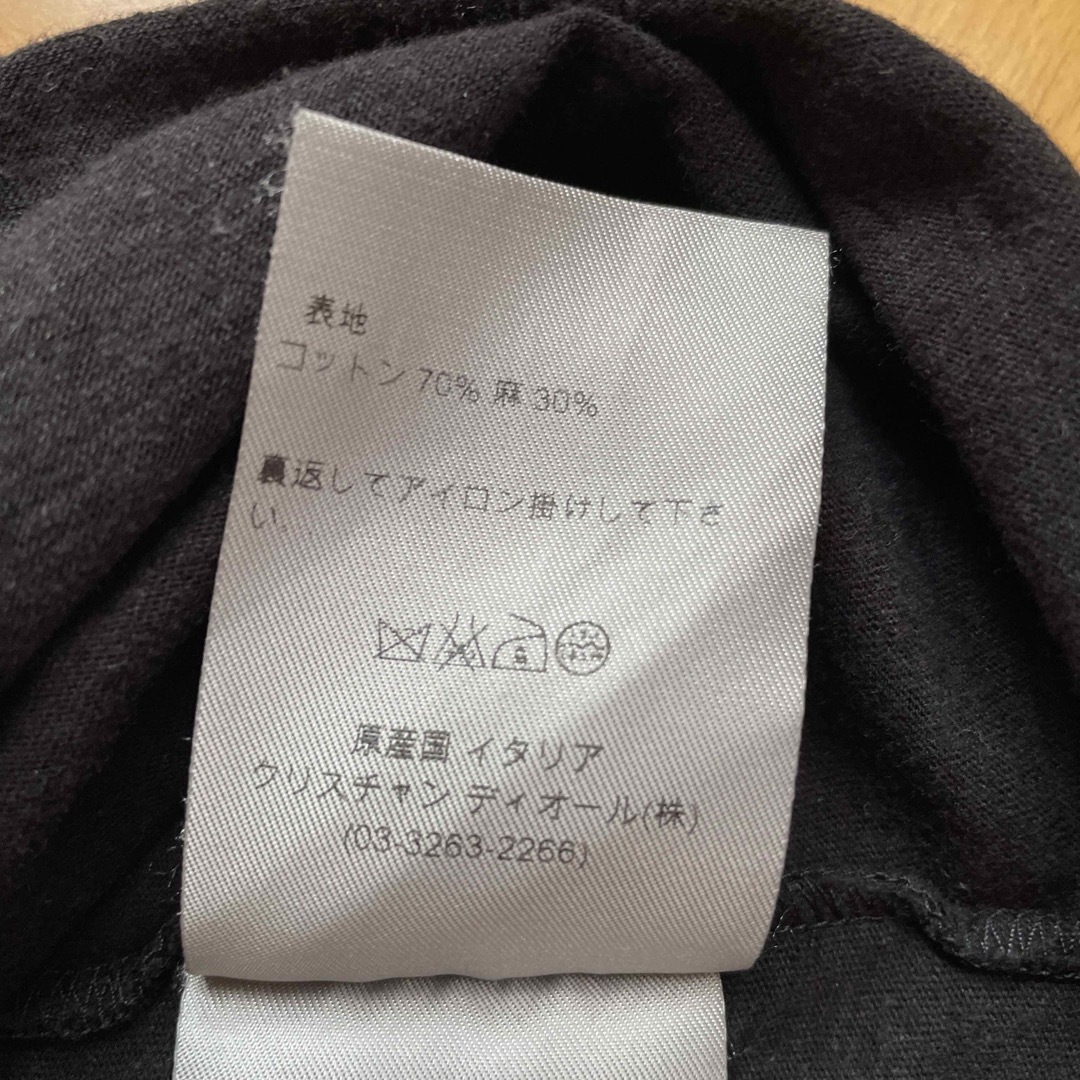 表地
コットン 70% 麻 30%
裏返してアイロン掛けして下さ
い.
原産国 イタリア
クリスチャン ディオール(株)
(03-3263-2266)